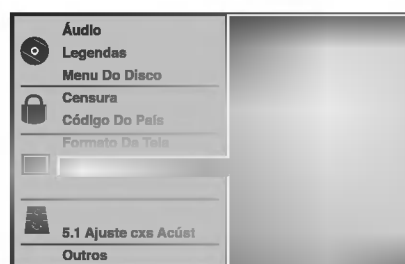 Áudio
Legendas
Menu Do Disco
Censura
Código Do País
Formato Da Tela
5.1 Ajuste cxs Acúst
Outros